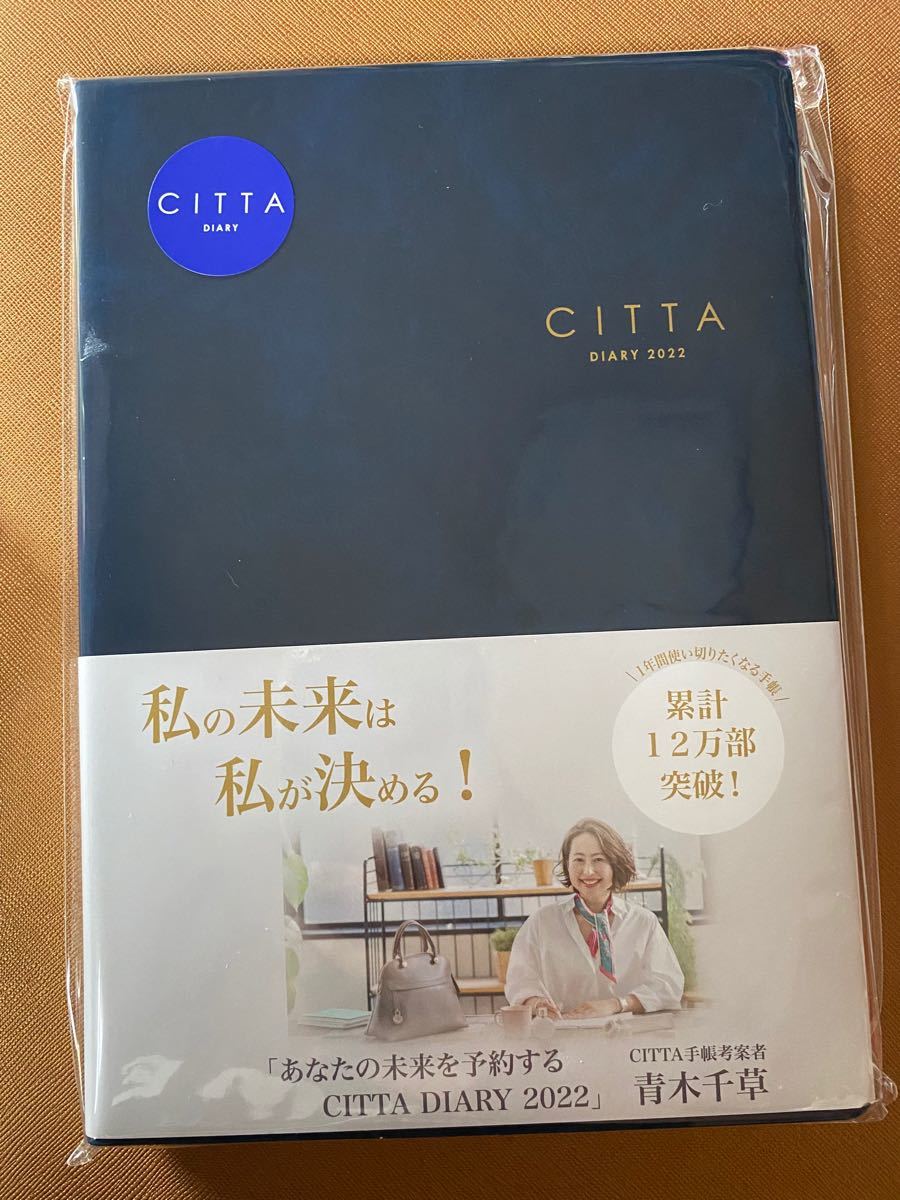 CITTA
DIARY
CITTA
DIARY 2022
\1年間使い切りたくなる手帳/
累計
12万部
突破!
私の未来は
私が決める!
「あなたの未来を予約する
CITTA DIARY 2022」
CITTA手帳考案者
青木千草